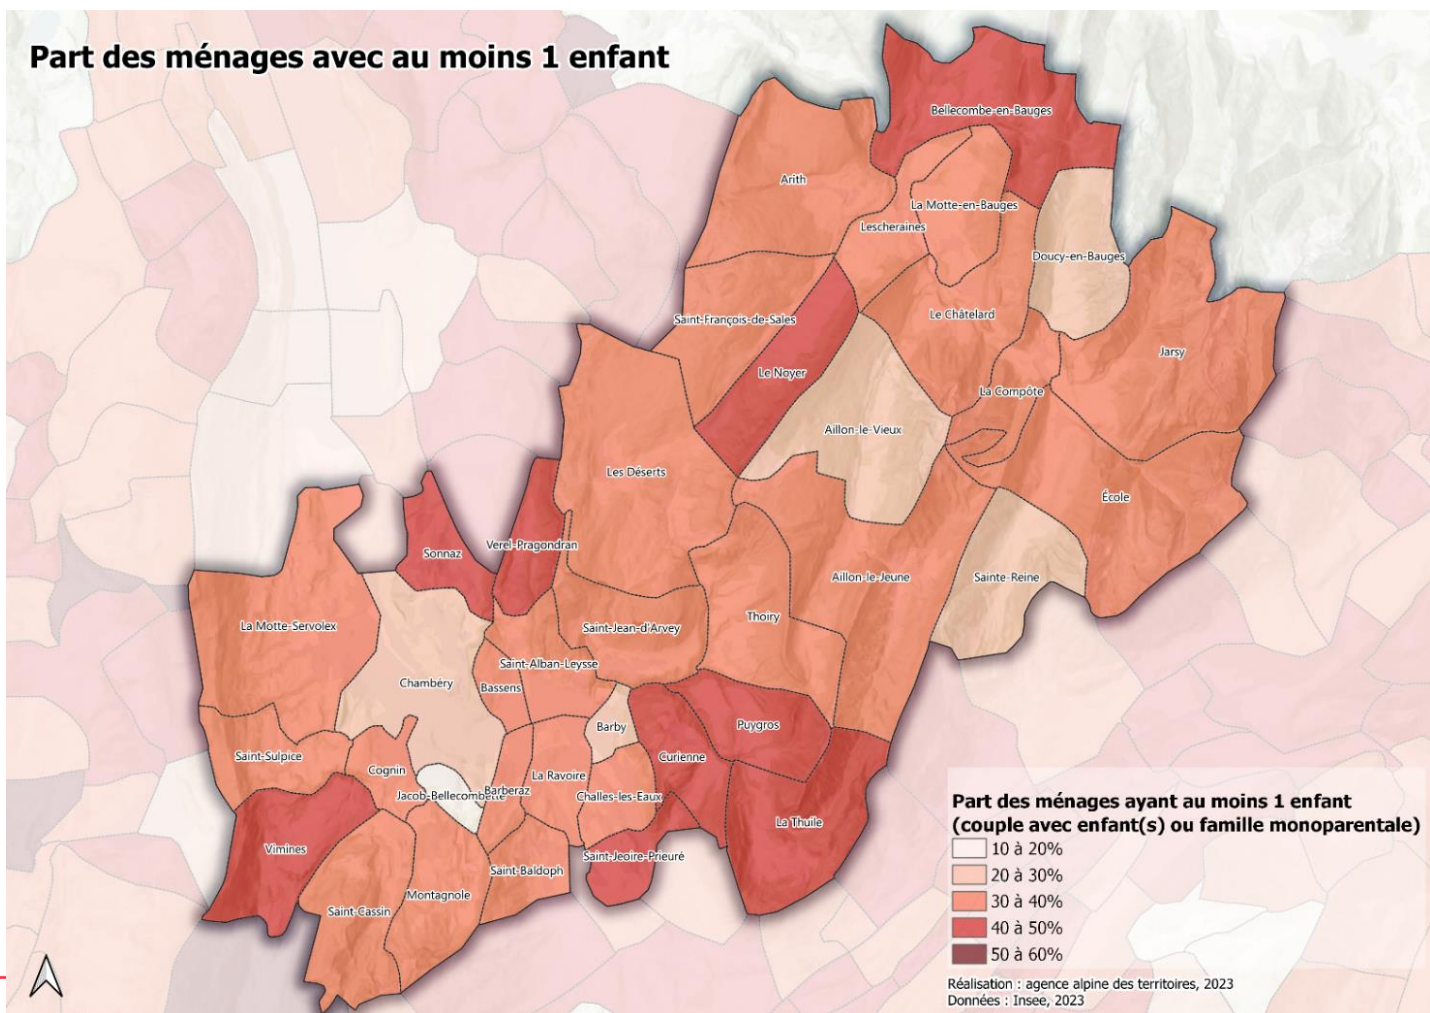 Part des ménages avec au moins 1 enfant
Bellecombe-en-Bauges
Arith
La Motte-en-Bauges
Lescheraines
Doucy-en-Bauges
Saint-François-de-Sales
Le Châtelard
Jarsy
Le Noyer
La Compôte
Aillon-le-Vieux
Les Déserts
École
Sonnaz
Verel-Pragondran
Aillon-le-Jeune
Sainte-Reine
La Motte-Servolex
Saint-Jean-d'Arvey
Thoiry
Saint-Alban-Leysse
Chambéry
Bassens
Barby
Puygros
Saint-Sulpice
Curienne
Cognin
La Ravoire
Jacob-Bellecombette
Barberaz
Challes-les-Eaux
La Thuile
Vimines
Saint-Jeoire-Prieuré
Saint-Baldoph
Montagnole
Saint-Cassin
Part des ménages ayant au moins 1 enfant
(couple avec enfant(s) ou famille monoparentale)
10 à 20%
20 à 30%
30 à 40%
40 à 50%
50 à 60%
Réalisation : agence alpine des territoires, 2023
Données : Insee, 2023